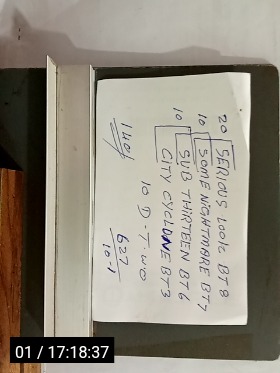 20 SERIOUS LOOK BT8
10 SOME NIGHTMARE BT7
10 SUB THIRTEEN BT6
CITY CYCLONE BT3
10 D-TWO
1401
627
10-1
01 / 17:18:37